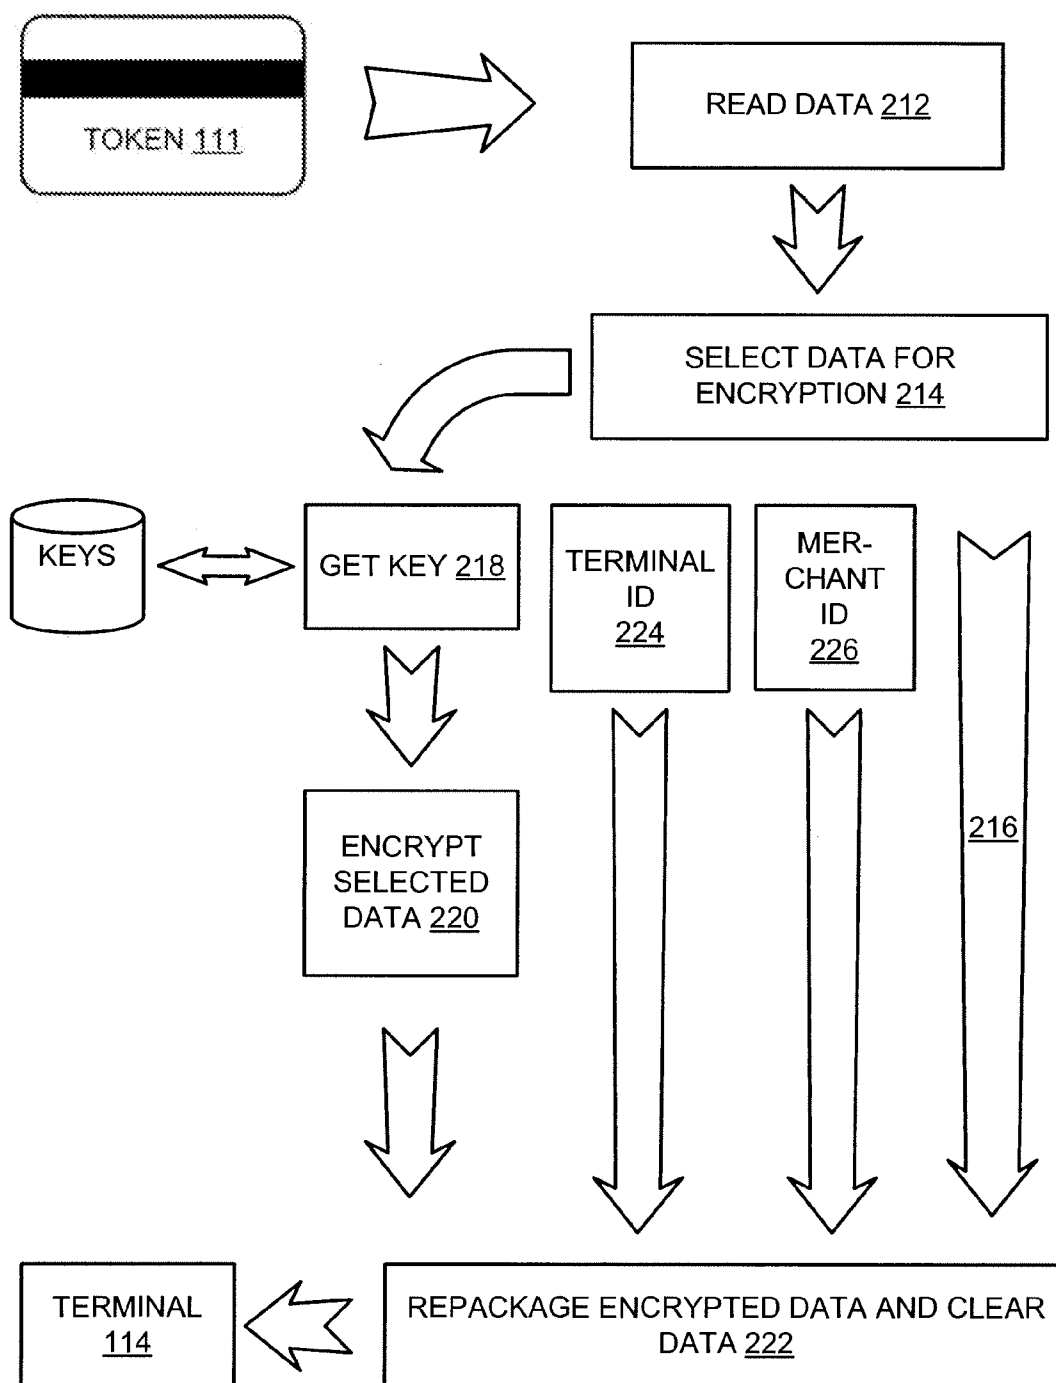 TOKEN 111
READ DATA 212
SELECT DATA FOR
ENCRYPTION 214
KEYS
GET KEY 218
TERMINAL
ID
224
MER-
CHANT
ID
226
216
ENCRYPT
SELECTED
DATA 220
TERMINAL
114
REPACKAGE ENCRYPTED DATA AND CLEAR
DATA 222